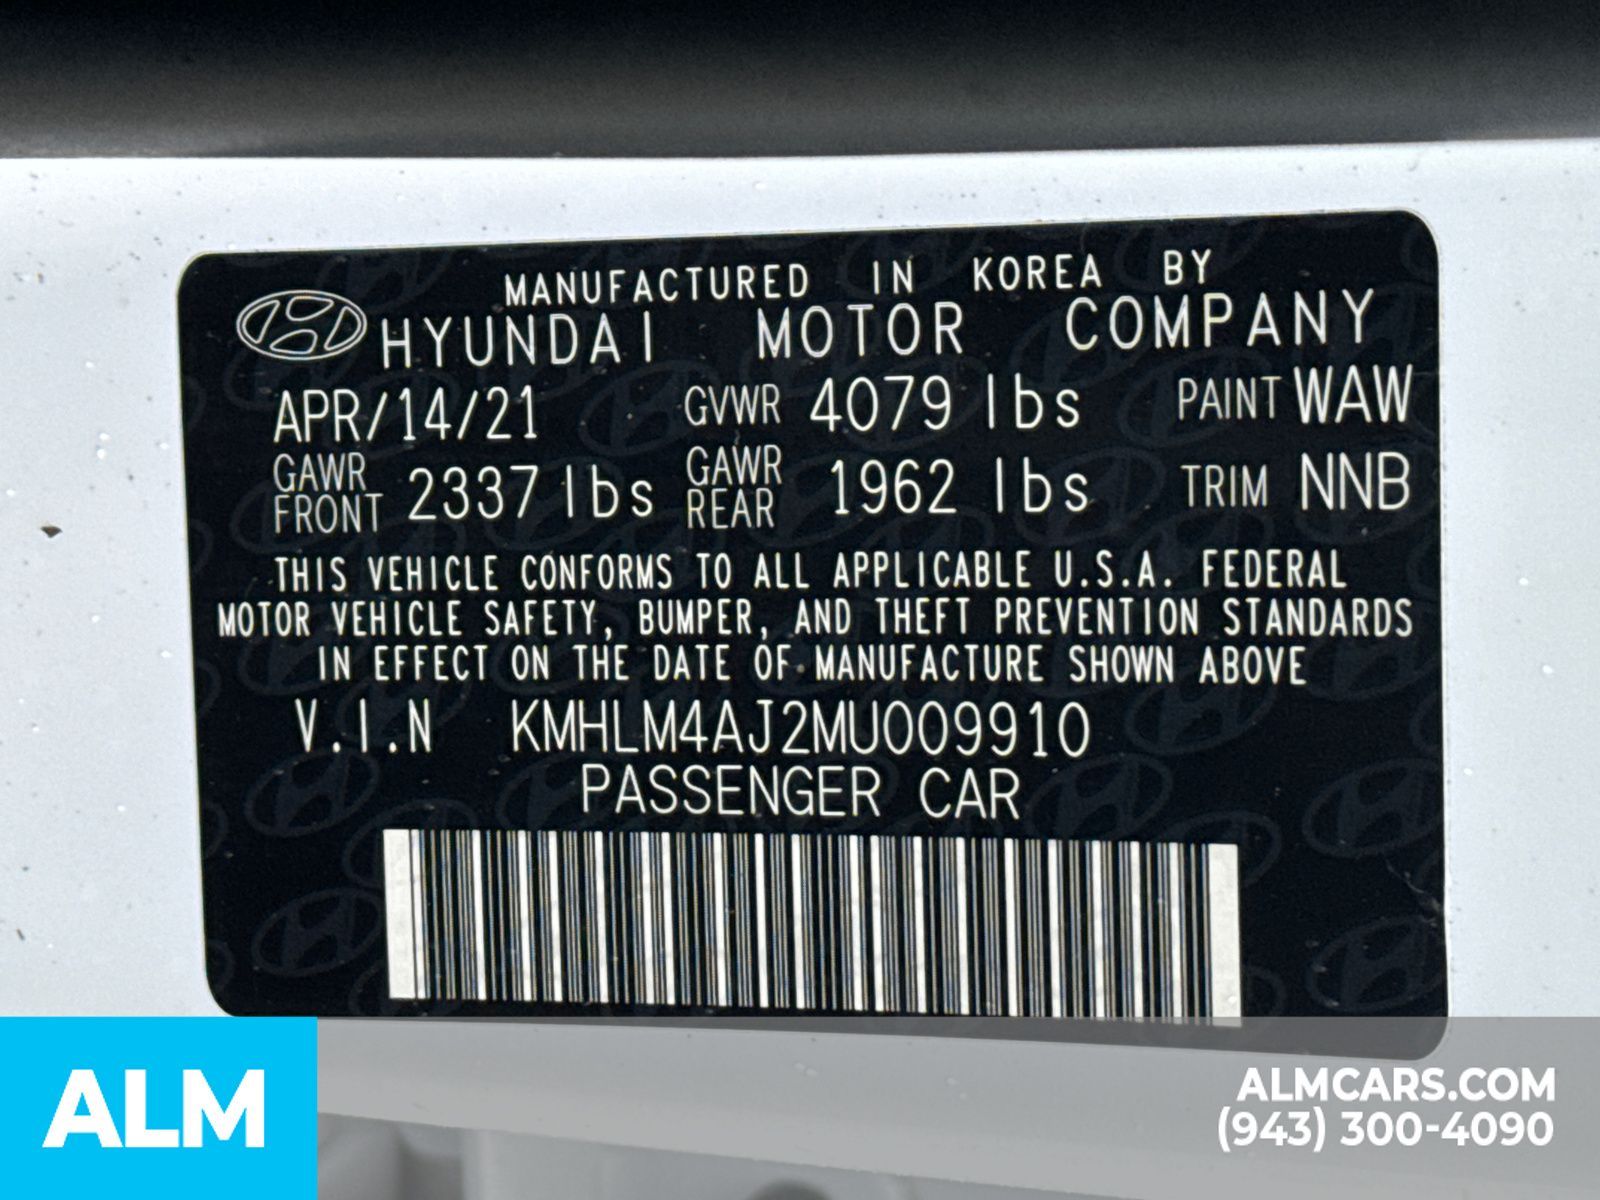 MANUFACTURED IN KOREA BY
HYUNDAI MOTOR COMPANY
APR/14/21 GVWR 4079 lbs PAINT WAW
GAWR FRONT 2337 lbs GAWR REAR 1962 lbs TRIM NNB
THIS VEHICLE CONFORMS TO ALL APPLICABLE U.S.A. FEDERAL
MOTOR VEHICLE SAFETY, BUMPER, AND THEFT PREVENTION STANDARDS
IN EFFECT ON THE DATE OF MANUFACTURE SHOWN ABOVE
V.I.N KMHLM4AJ2MU009910
PASSENGER CAR
ALM
ALMCARS.COM
(943) 300-4090